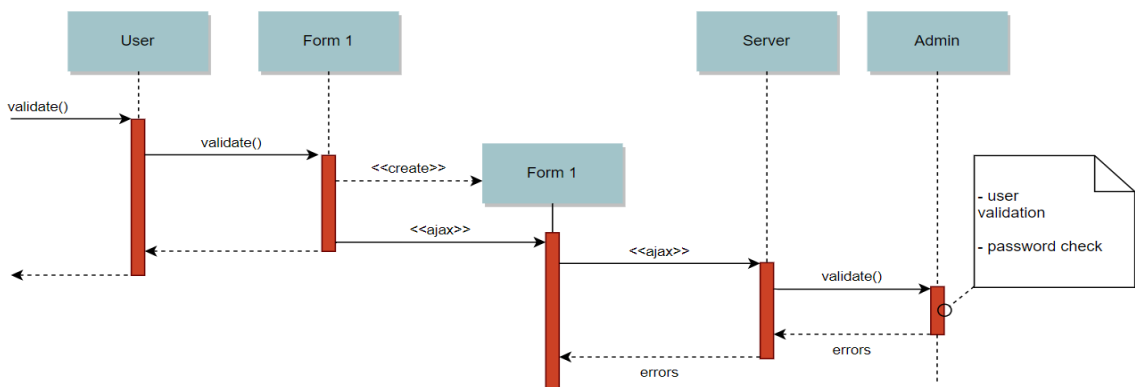 User
Form 1
Server
Admin
validate()
validate()
<<create>>
Form 1
- user
validation
- password check
<<ajax>>
<<ajax>>
validate()
errors
errors